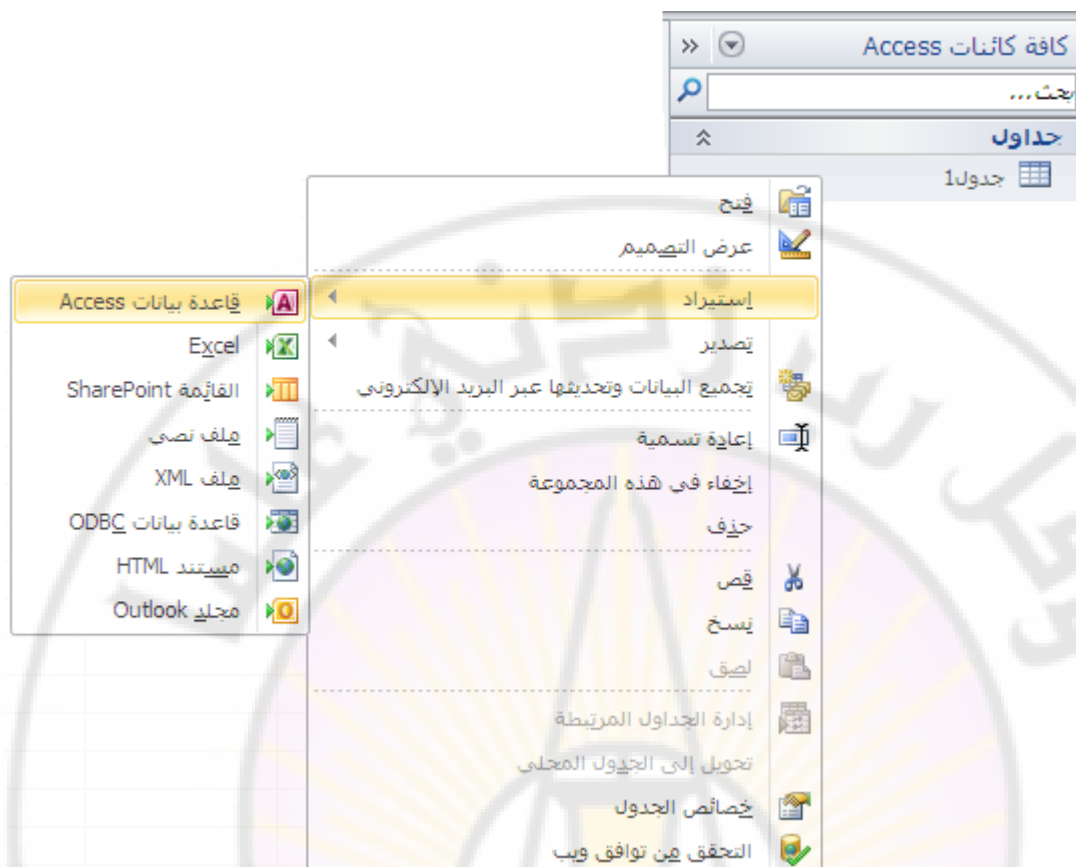 كافة كائنات Access
بحث...
جداول
جدول1
فتح
عرض التصميم
إستيراد
تصدير
تجميع البيانات وتحديثها عبر البريد الإلكتروني
إعادة تسمية
إخفاء في هذه المجموعة
حذف
قص
نسخ
لصق
إدارة الجداول المرتبطة
تحويل إلى الجدول المحلي
خصائص الجدول
التحقق من توافق ويب
قاعدة بيانات Access
Excel
القائمة SharePoint
ملف نصي
ملف XML
قاعدة بيانات ODBC
مستند HTML
مجلد Outlook